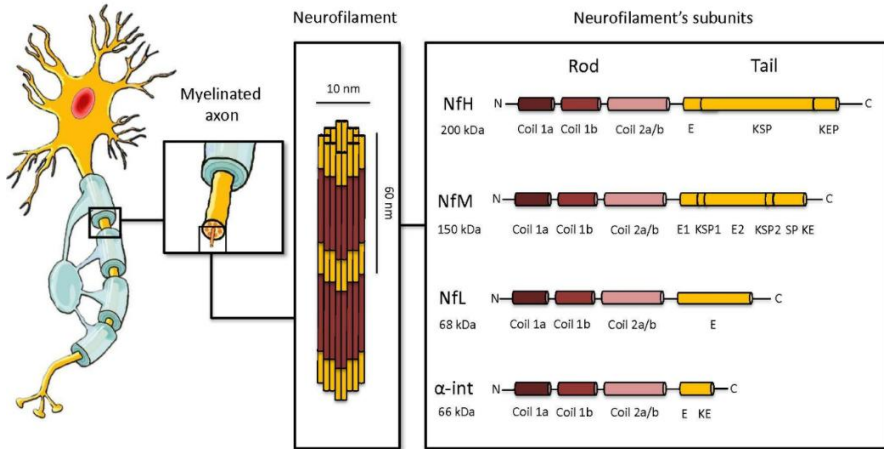 Neurofilament
Neurofilament's subunits
Myelinated
axon
10 nm
60 nm
Rod
Tail
NfH
200 kDa
N
C
Coil 1a
Coil 1b
Coil 2a/b
E
KSP
KEP
NfM
150 kDa
N
C
Coil 1a
Coil 1b
Coil 2a/b
E1
KSP1
E2
KSP2
SP
KE
NfL
68 kDa
N
C
Coil 1a
Coil 1b
Coil 2a/b
E
α-int
66 kDa
N
C
Coil 1a
Coil 1b
Coil 2a/b
E
KE